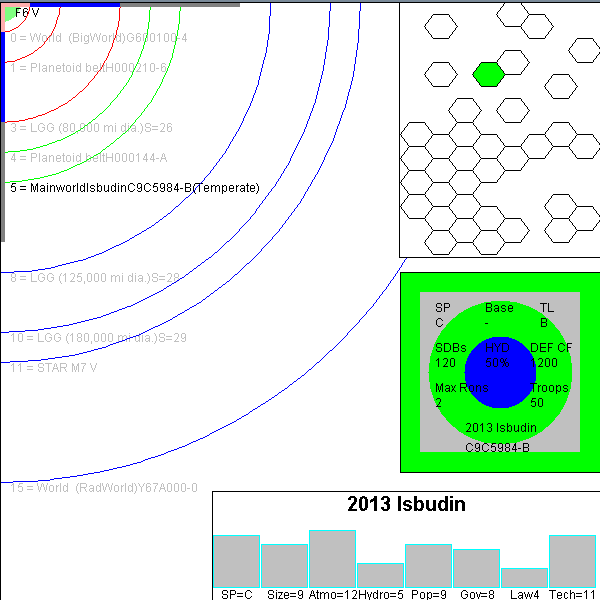 F6 V
0 = World (BigWorld)G600100-4
1 = Planetoid beltH000210-6
3 = LGG (80,000 mi dia.)S=26
4 = Planetoid beltH000144-A
5 = MainworldIsbudinC9C5984-B(Temperate)
8 = LGG (125,000 mi dia.)S=28
10 = LGG (180,000 mi dia.)S=29
11 = STAR M7 V
15 = World (RadWorld)Y67A000-0
SP Base TL
C - B
SDBs HYD DEF CF
120 50% 200
Max Troops
2 50
2013 Isbudin
C9C5984-B
2013 Isbudin
SP=C Size=9 Atmo=12 Hydro=5 Pop=9 Gov=8 Law4 Tech=11